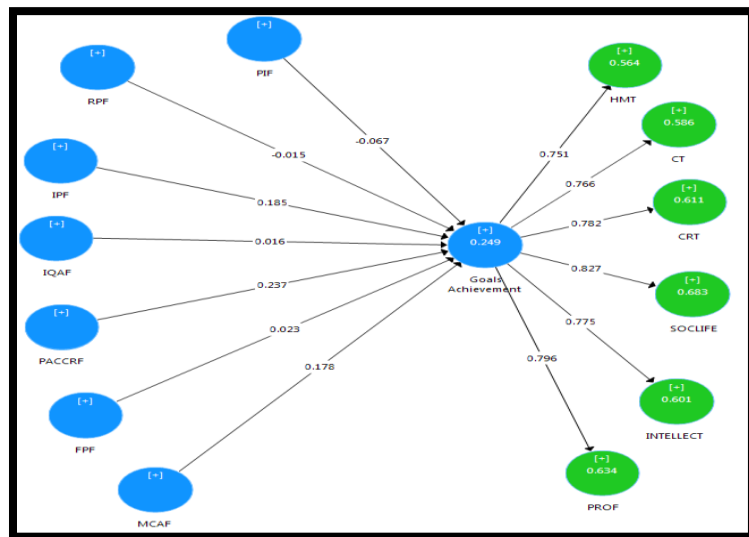 [+]
PIF
[+]
RPF
[+]
IPF
[+]
IQAF
[+]
PACCRF
[+]
FPF
[+]
MCAF
-0.067
-0.015
0.185
0.016
0.237
0.023
0.178
[+]
0.249
Goals
Achievement
0.751
0.766
0.782
0.827
0.775
0.796
[+]
0.564
HMT
[+]
0.586
CT
[+]
0.611
CRT
[+]
0.683
SOCLIFE
[+]
0.601
INTELLECT
[+]
0.634
PROF